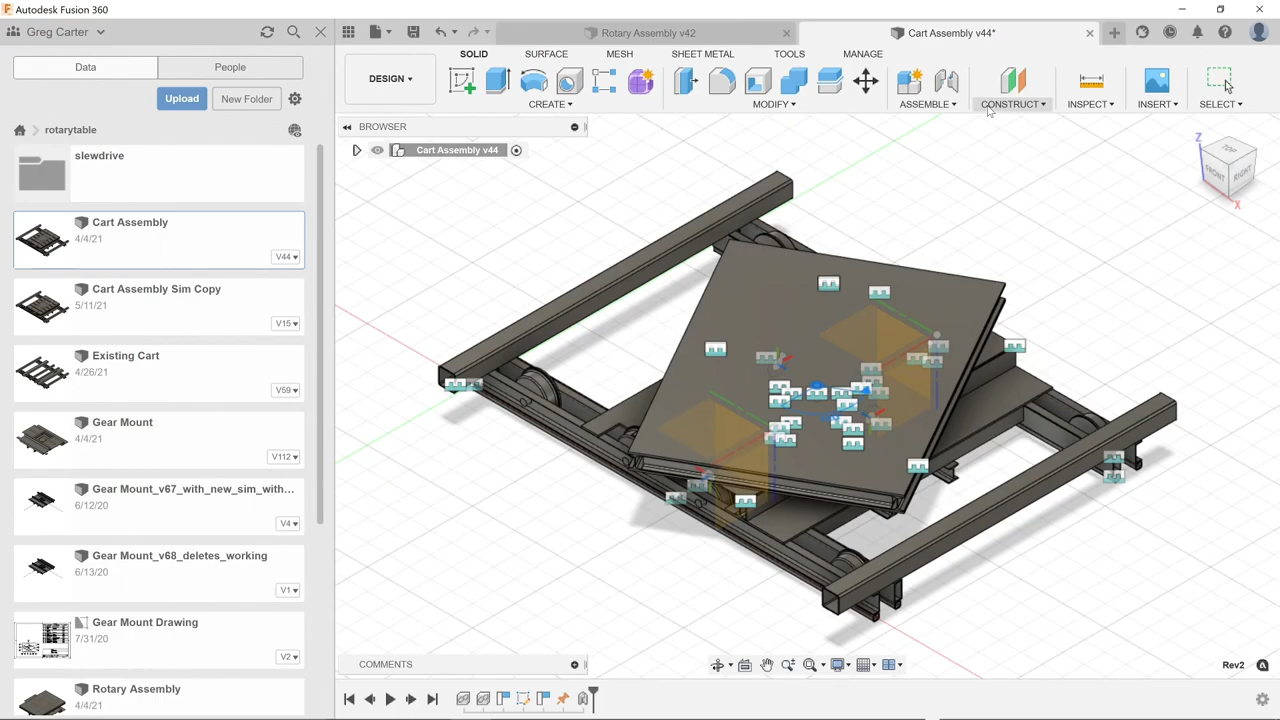 Autodesk Fusion 360
Greg Carter
Rotary Assembly v42
Cart Assembly v44*
Data
People
Upload
New Folder
rotarytable
slewdrive
Cart Assembly
4/4/21
V44
Cart Assembly Sim Copy
5/11/21
V15
Existing Cart
4/26/21
V59
Gear Mount
4/4/21
V112
Gear Mount_v67_with_new_sim_with...
6/12/20
V4
Gear Mount_v68_deletes_working
6/13/20
V1
Gear Mount Drawing
7/31/20
V2
Rotary Assembly
4/4/21
DESIGN
SOLID
SURFACE
MESH
SHEET METAL
TOOLS
MANAGE
CREATE
MODIFY
ASSEMBLE
CONSTRUCT
INSPECT
INSERT
SELECT
BROWSER
Cart Assembly v44
Z
TOP
FRONT
RIGHT
X
COMMENTS
Rev2